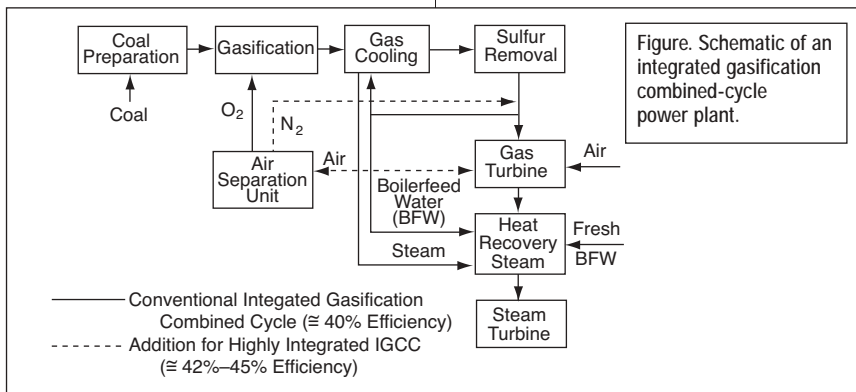 Coal
Preparation
Gasification
Gas
Cooling
Sulfur
Removal
Figure. Schematic of an
integrated gasification
combined-cycle
power plant.
Coal
O2
N2
Air
Separation
Unit
Air
Gas
Turbine
Air
Boilerfeed
Water
(BFW)
Steam
Heat
Recovery
Steam
Fresh
BFW
Steam
Turbine
Conventional Integated Gasification
Combined Cycle (≅ 40% Efficiency)
Addition for Highly Integrated IGCC
(≅ 42%–45% Efficiency)